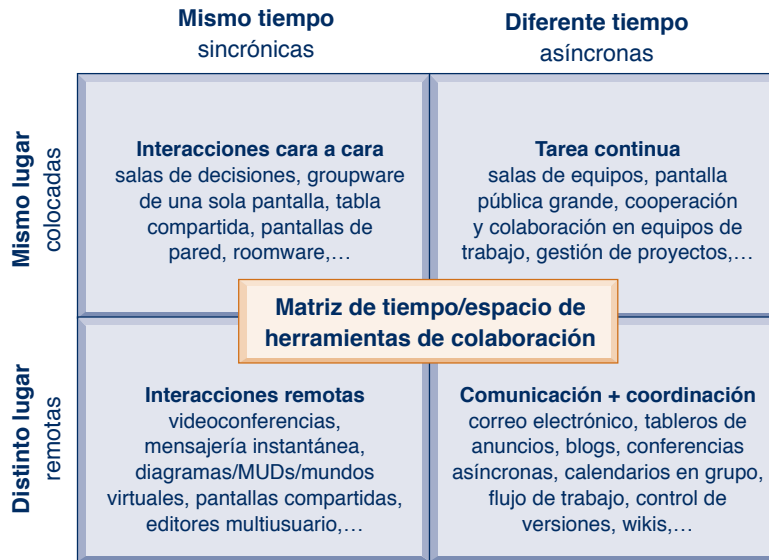 Mismo tiempo
sincrónicas
Diferente tiempo
asíncronas
Mismo lugar
colocadas
Interacciones cara a cara
salas de decisiones, groupware
de una sola pantalla, tabla
compartida, pantallas de
pared, roomware,…
Tarea continua
salas de equipos, pantalla
pública grande, cooperación
y colaboración en equipos de
trabajo, gestión de proyectos,…
Matriz de tiempo/espacio de
herramientas de colaboración
Distinto lugar
remotas
Interacciones remotas
videoconferencias,
mensajería instantánea,
diagramas/MUDs/mundos
virtuales, pantallas compartidas,
editores multiusuario,…
Comunicación + coordinación
correo electrónico, tableros de
anuncios, blogs, conferencias
asíncronas, calendarios en grupo,
flujo de trabajo, control de
versiones, wikis,…